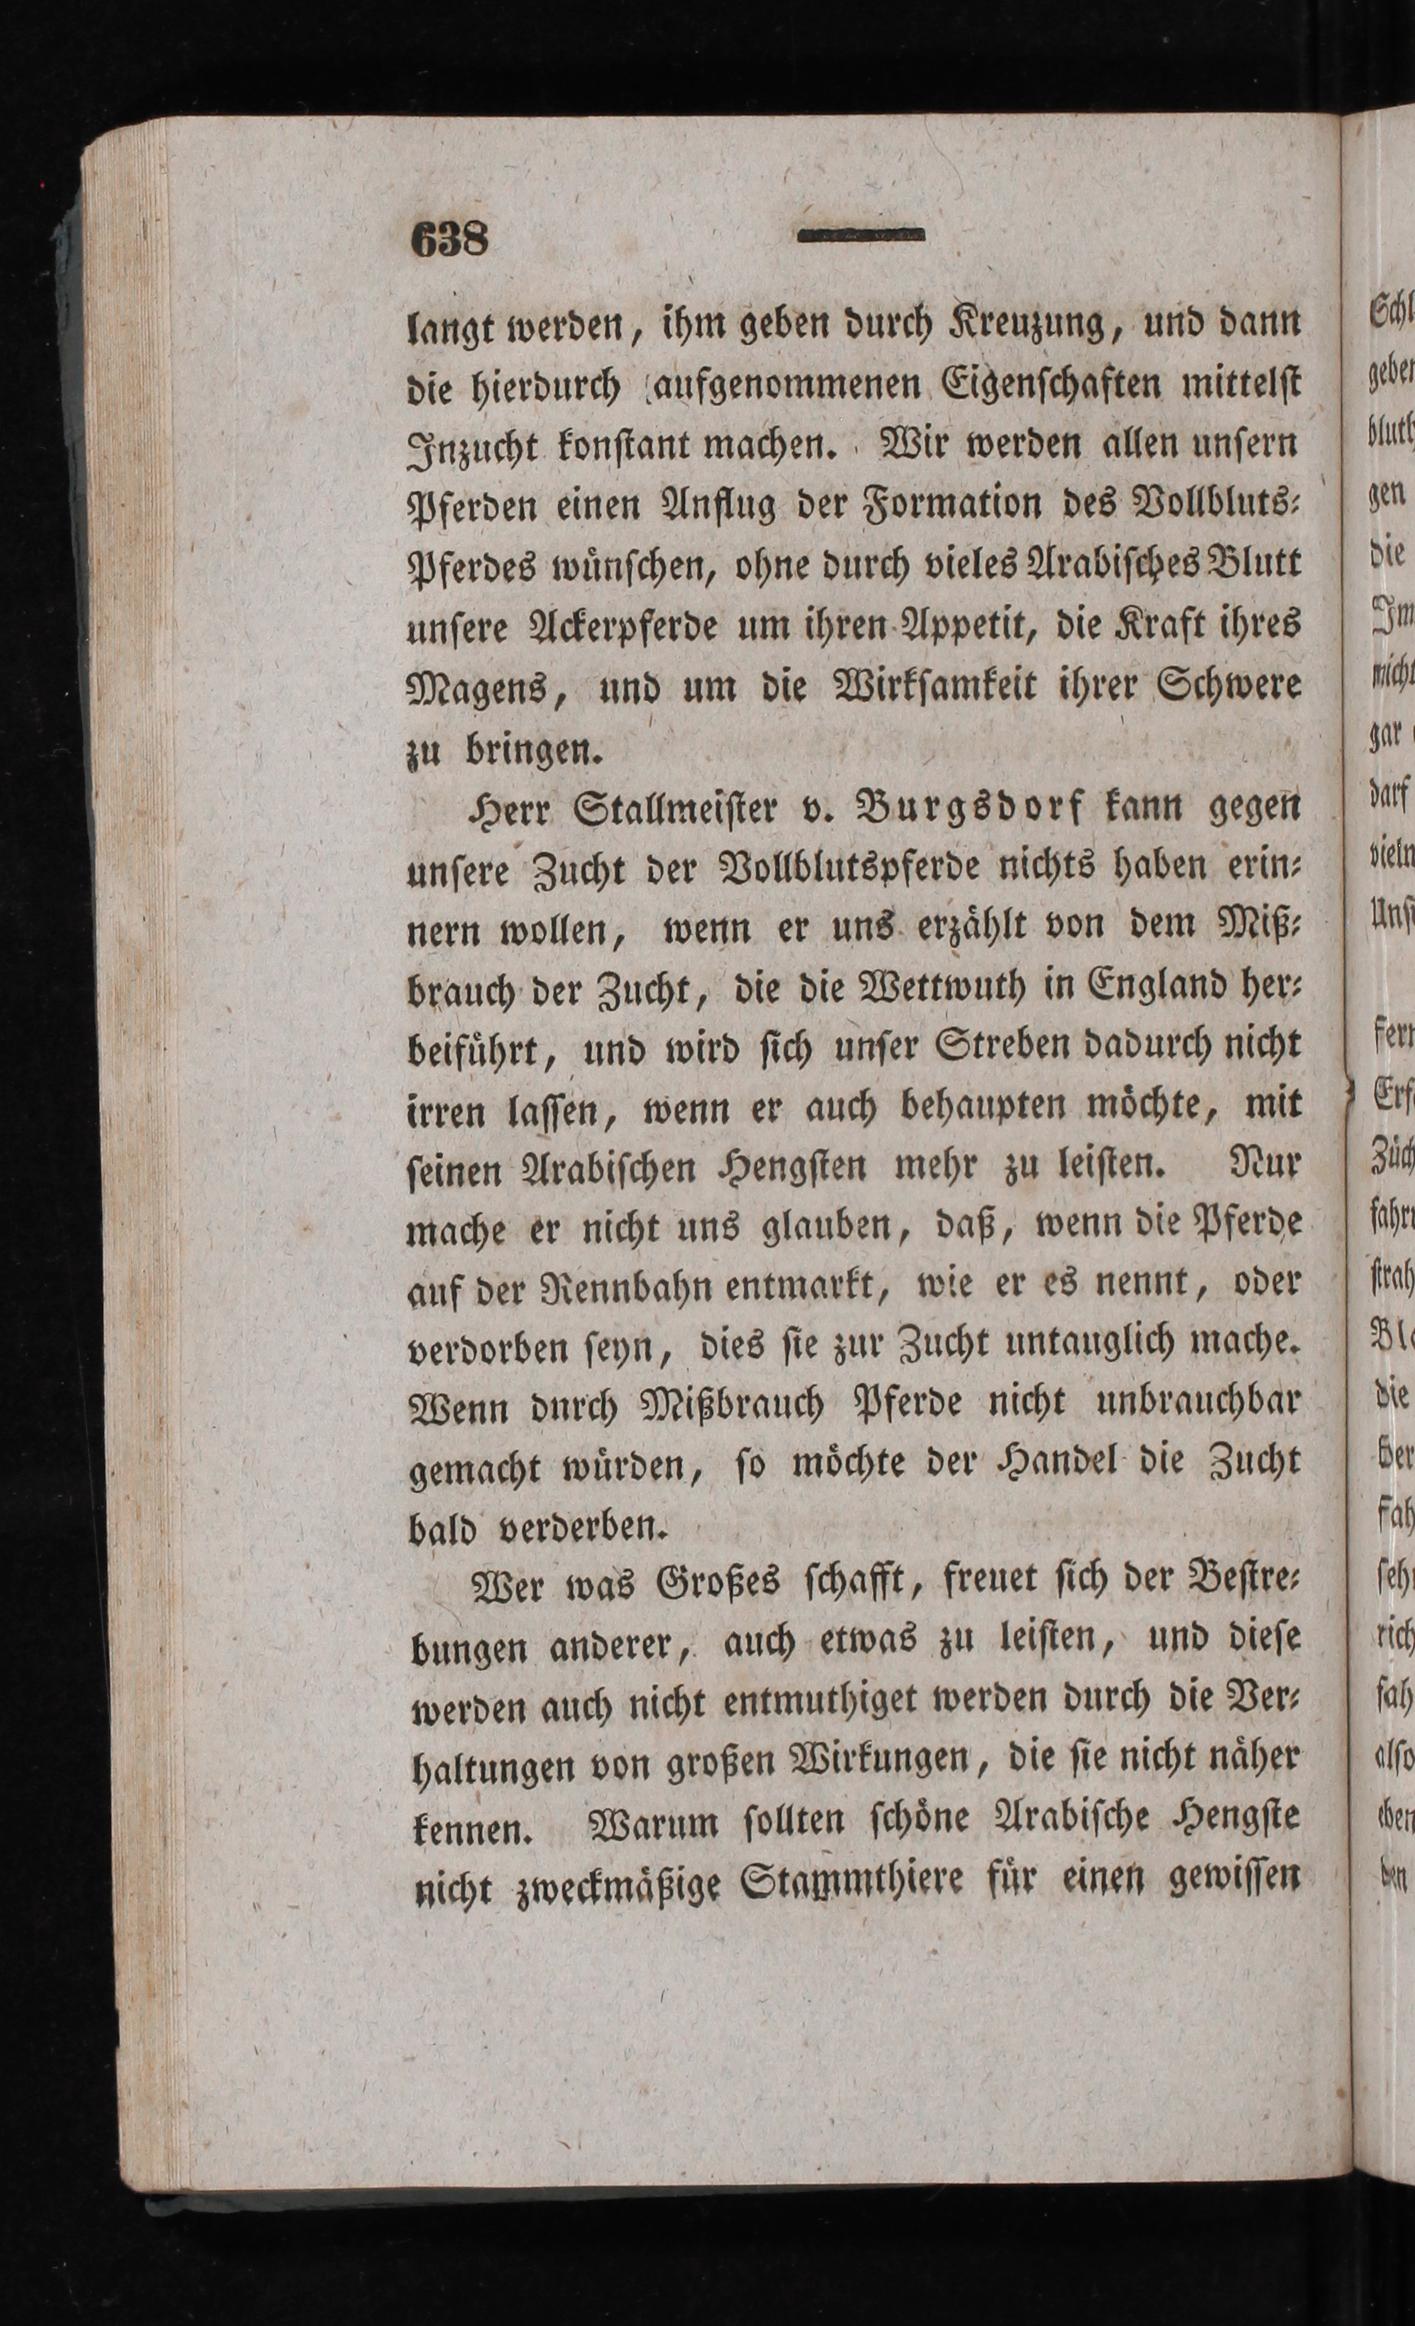 638
langt werden, ihm geben durch Kreuzung, und dann
die hierdurch aufgenommenen Eigenſchaften mittelſt
Inzucht konſtant machen. Wir werden allen unſern
Pferden einen Anflug der Formation des Vollbluts⸗
Pferdes wünſchen, ohne durch vieles Arabiſches Blutt
unſere Ackerpferde um ihren Appetit, die Kraft ihres
Magens, und um die Wirkſamkeit ihrer Schwere
zu bringen.
Herr Stallmeiſter v. Burgsdorf kann gegen
unſere Zucht der Vollblutspferde nichts haben erin⸗
nern wollen, wenn er uns erzählt von dem Miß⸗
brauch der Zucht, die die Wettwuth in England her⸗
beiführt, und wird ſich unſer Streben dadurch nicht
irren laſſen, wenn er auch behaupten möchte, mit
ſeinen Arabiſchen Hengſten mehr zu leiſten. Nur
mache er nicht uns glauben, daß, wenn die Pferde
auf der Rennbahn entmarkt, wie er es nennt, oder
verdorben ſeyn, dies ſie zur Zucht untauglich mache.
Wenn dnrch Mißbrauch Pferde nicht unbrauchbar
gemacht würden, ſo möchte der Handel die Zucht
bald verderben.
Wer was Großes ſchafft, freuet ſich der Beſtre⸗
bungen anderer, auch etwas zu leiſten, und dieſe
werden auch nicht entmuthiget werden durch die Ver⸗
haltungen von großen Wirkungen, die ſie nicht näher
kennen. Warum ſollten ſchöne Arabiſche Hengſte
nicht zweckmäßige Stammthiere für einen gewiſſen